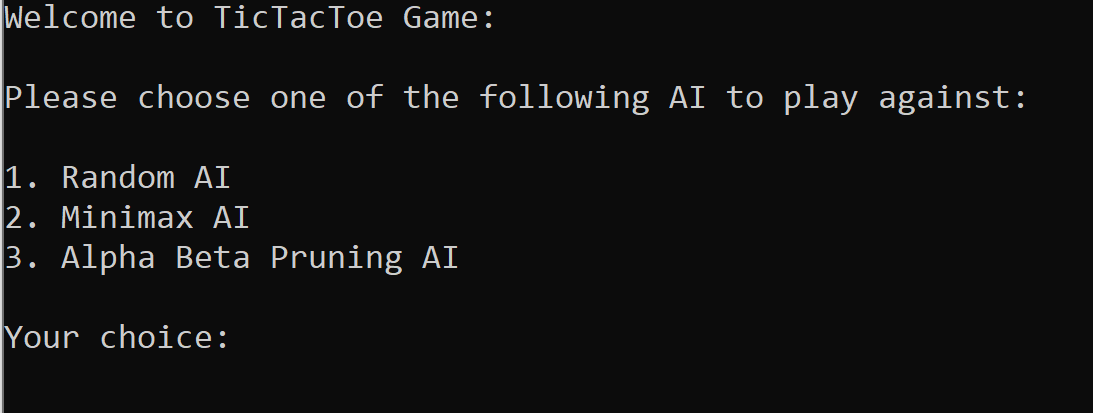 Welcome to TicTacToe Game:
Please choose one of the following AI to play against:
1. Random AI
2. Minimax AI
3. Alpha Beta Pruning AI
Your choice: